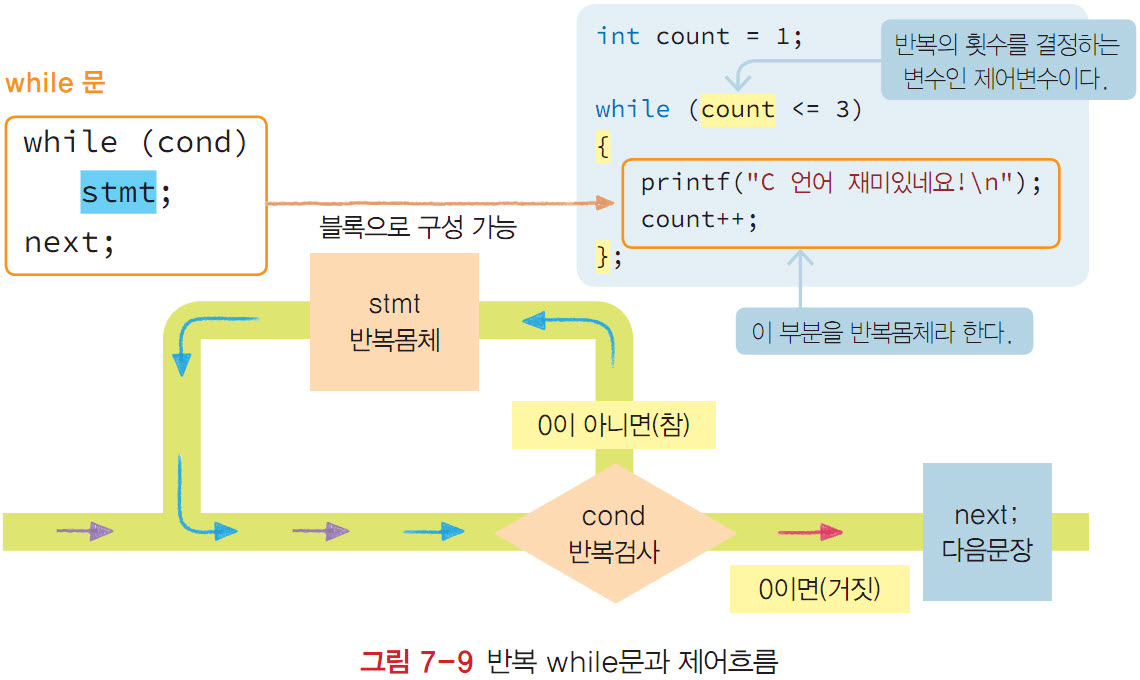 while 문
while (cond)
stmt;
next;
블록으로 구성 가능
int count = 1;
while (count <= 3)
{
printf("C 언어 재미있네요!\n");
count++;
};
반복의 횟수를 결정하는
변수인 제어변수이다.
이 부분을 반복몸체라 한다.
stmt
반복몸체
0이 아니면(참)
cond
반복검사
0이면(거짓)
next;
다음문장
그림 7-9 반복 while문과 제어흐름